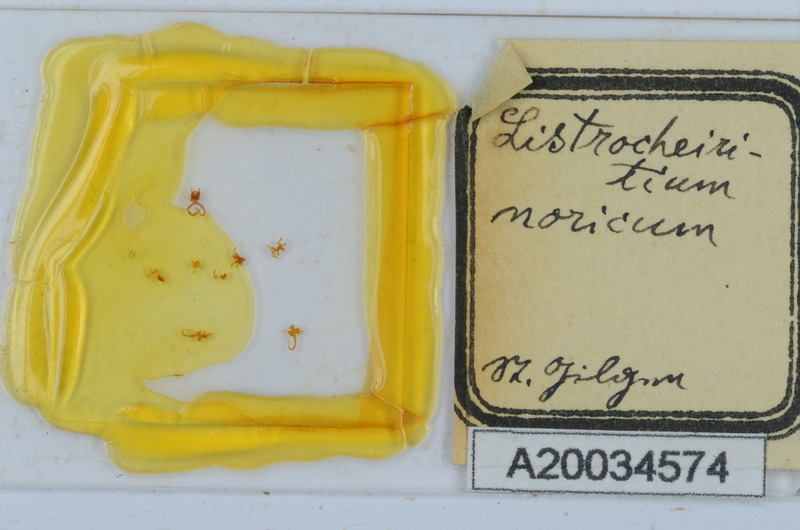 Listrocheiri-
tium
noricum
St. Gilgen
A20034574